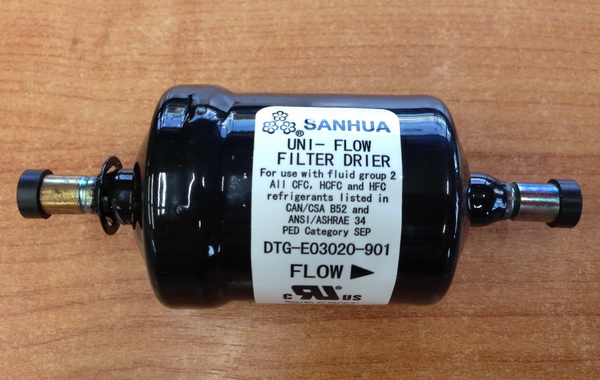 ® SANHUA
UNI- FLOW
FILTER DRIER
For use with fluid group 2
All CFC, HCFC and HFC
refrigerants listed in
CAN/CSA B52 and
ANSI/ASHRAE 34
PED Category SEP
DTG-E03020-901
FLOW ▶
c RU US